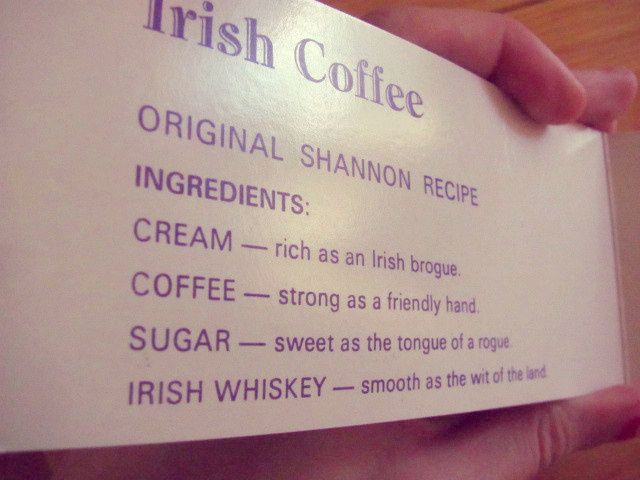 Irish Coffee
ORIGINAL SHANNON RECIPE
INGREDIENTS:
CREAM — rich as an Irish brogue.
COFFEE — strong as a friendly hand.
SUGAR — sweet as the tongue of a rogue.
IRISH WHISKEY — smooth as the wit of the land.